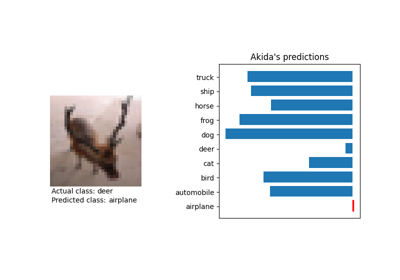 Akida's predictions
truck
ship
horse
frog
dog
deer
cat
bird
automobile
airplane
Actual class: deer
Predicted class: airplane